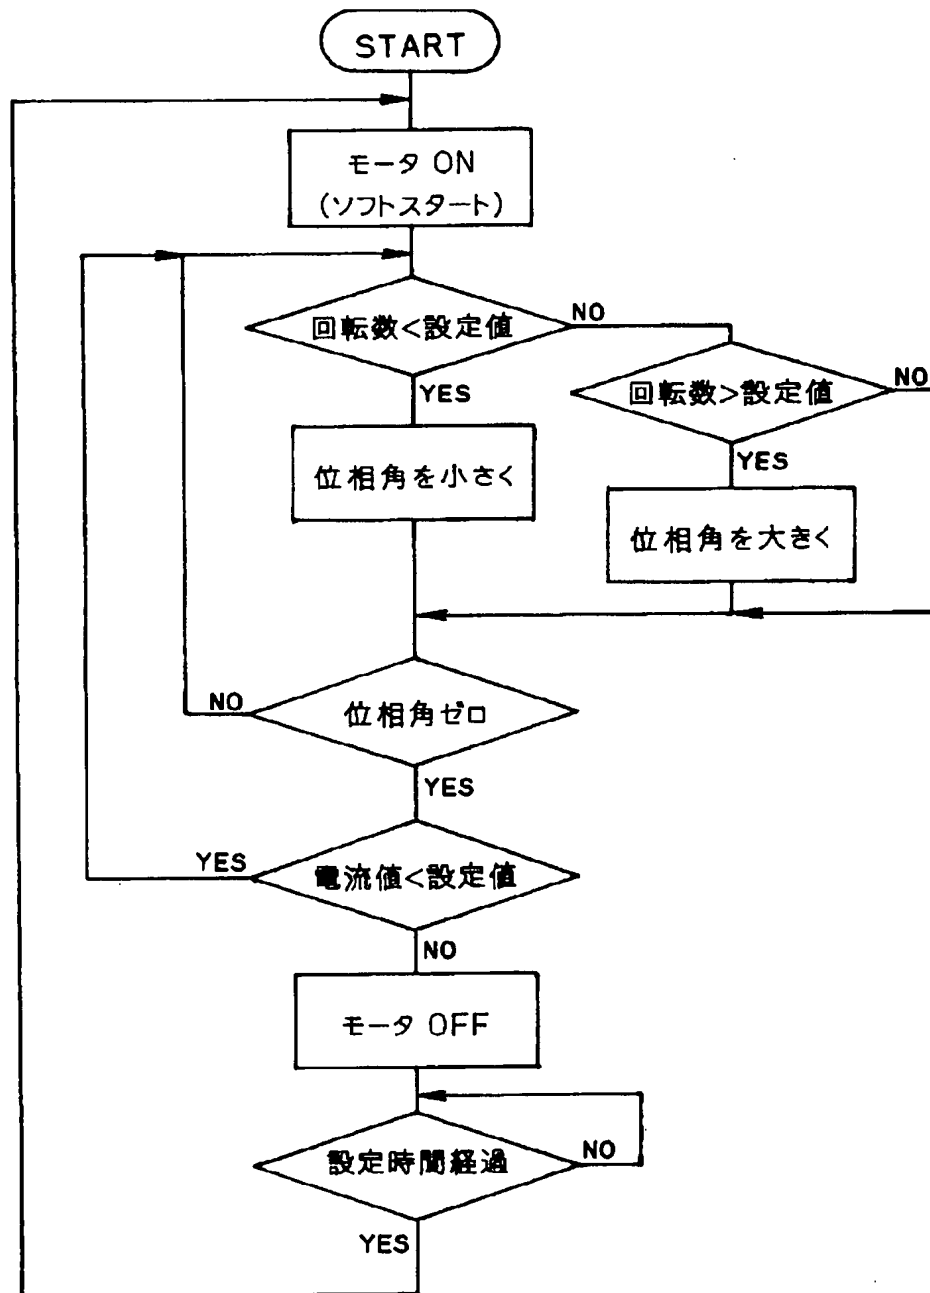 START
モータ ON
(ソフトスタート)
回転数<設定値
NO
YES
回転数>設定値
NO
YES
位相角を小さく
位相角を大きく
位相角ゼロ
NO
YES
電流値<設定値
YES
NO
モータ OFF
設定時間経過
NO
YES